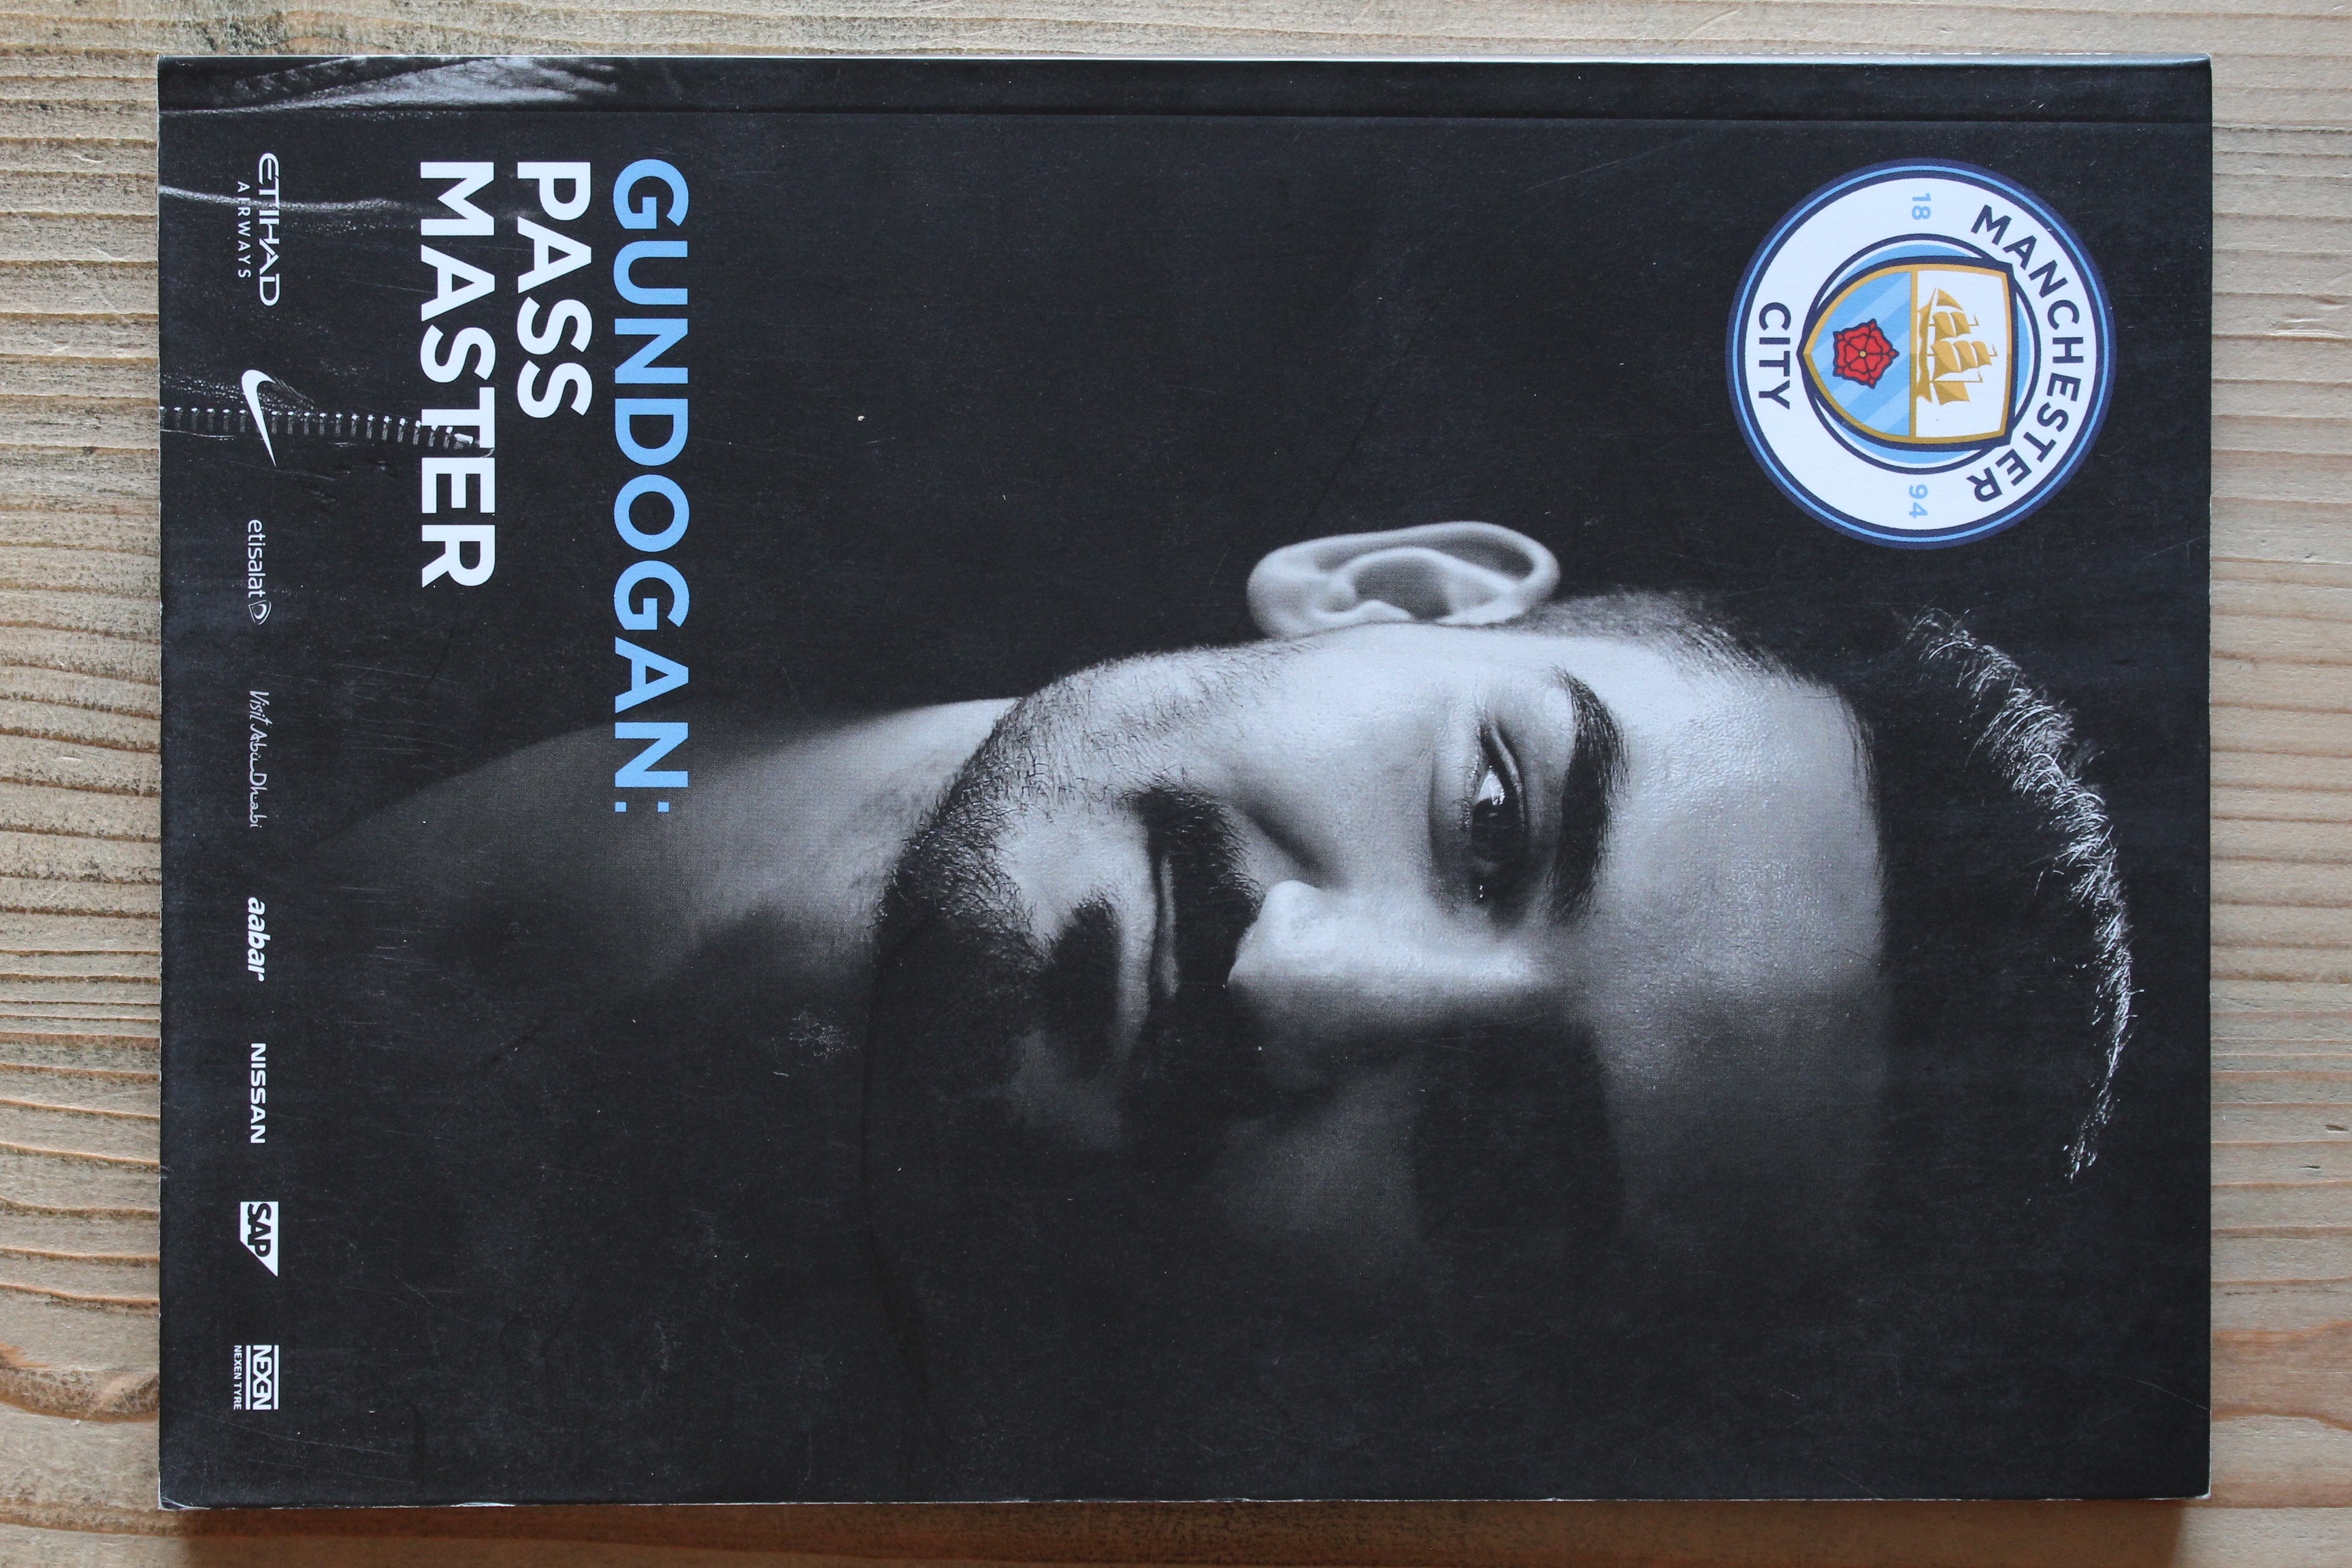 MANCHESTER
18 94
CITY
GUNDOGAN:
PASS
MASTER
ETIHAD
AIRWAYS
etisalat
Visit Abu Dhabi
aabar
NISSAN
SAP
NEXEN
NEXEN TYRE